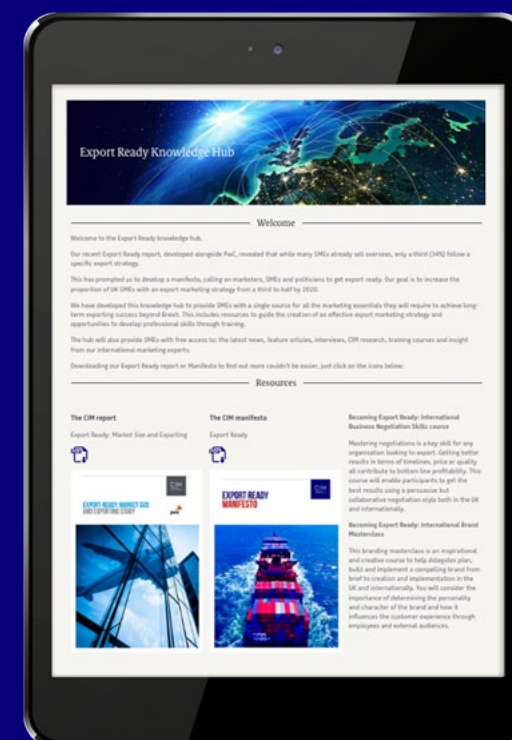 Export Ready Knowledge Hub
Welcome
Welcome to the Export Ready knowledge hub.
Our recent Export Ready report, developed alongside PwC, revealed that while many SMEs already sell overseas, only a third (36%) follow a
specific export strategy.
This has prompted us to develop a manifesto, calling on marketers, SMEs and politicians to get export ready. Our goal is to increase the
proportion of UK SMEs with an export marketing strategy from a third to half by 2020.
We have developed this knowledge hub to provide SMEs with a single source for all the marketing essentials they will require to achieve long-
term exporting success beyond Brexit. This includes resources to guide the creation of an effective export marketing strategy and
opportunities to develop professional skills through training.
The hub will also provide SMEs with free access to: the latest news, feature articles, interviews, CIM research, training courses and insight
from our international marketing experts.
Downloading our Export Ready report or Manifesto to find out more couldn't be easier, just click on the icons below:
Resources
The CIM report
Export Ready: Market Size and Exporting
CIM
EXPORT READY: MARKET SIZE
AND EXPORTING STUDY
pwc
The CIM manifesto
Export Ready
CIM
EXPORT READY
MANIFESTO
Becoming Export Ready: International
Business Negotiation Skills course
Mastering negotiations is a key skill for any
organisation looking to export. Getting better
results in terms of timelines, price or quality
all contribute to bottom line profitability. This
course will enable participants to get the
best results using a persuasive but
collaborative negotiation style both in the UK
and internationally.
Becoming Export Ready: International Brand
Masterclass
This branding masterclass is an inspirational
and creative course to help delegates plan,
build and implement a compelling brand from
brief to creation and implementation in the
UK and internationally. You will consider the
importance of determining the personality
and character of the brand and how it
influences the customer experience through
employees and external audiences.